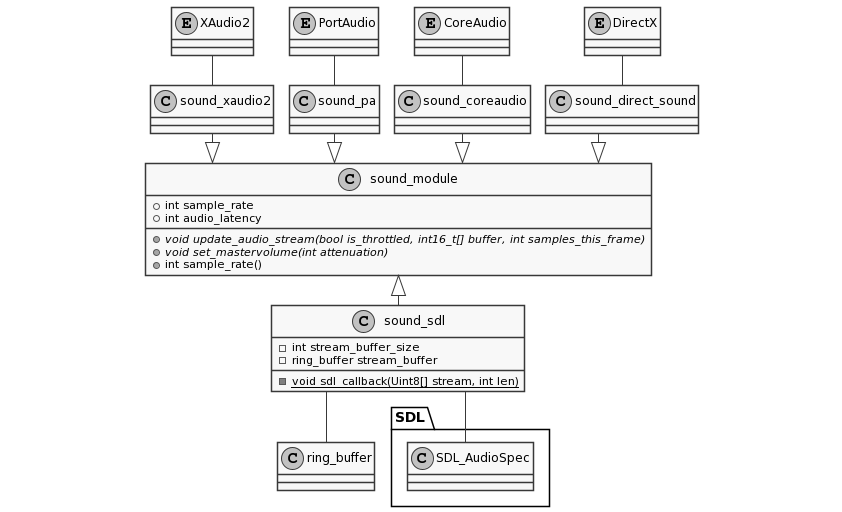 E XAudio2
E PortAudio
E CoreAudio
E DirectX
C sound_xaudio2
C sound_pa
C sound_coreaudio
C sound_direct_sound
C sound_module
int sample_rate
int audio_latency
void update_audio_stream(bool is_throttled, int16_t[] buffer, int samples_this_frame)
void set_mastervolume(int attenuation)
int sample_rate()
C sound_sdl
int stream_buffer_size
ring_buffer stream_buffer
void sdl_callback(Uint8[] stream, int len)
SDL
C ring_buffer
C SDL_AudioSpec